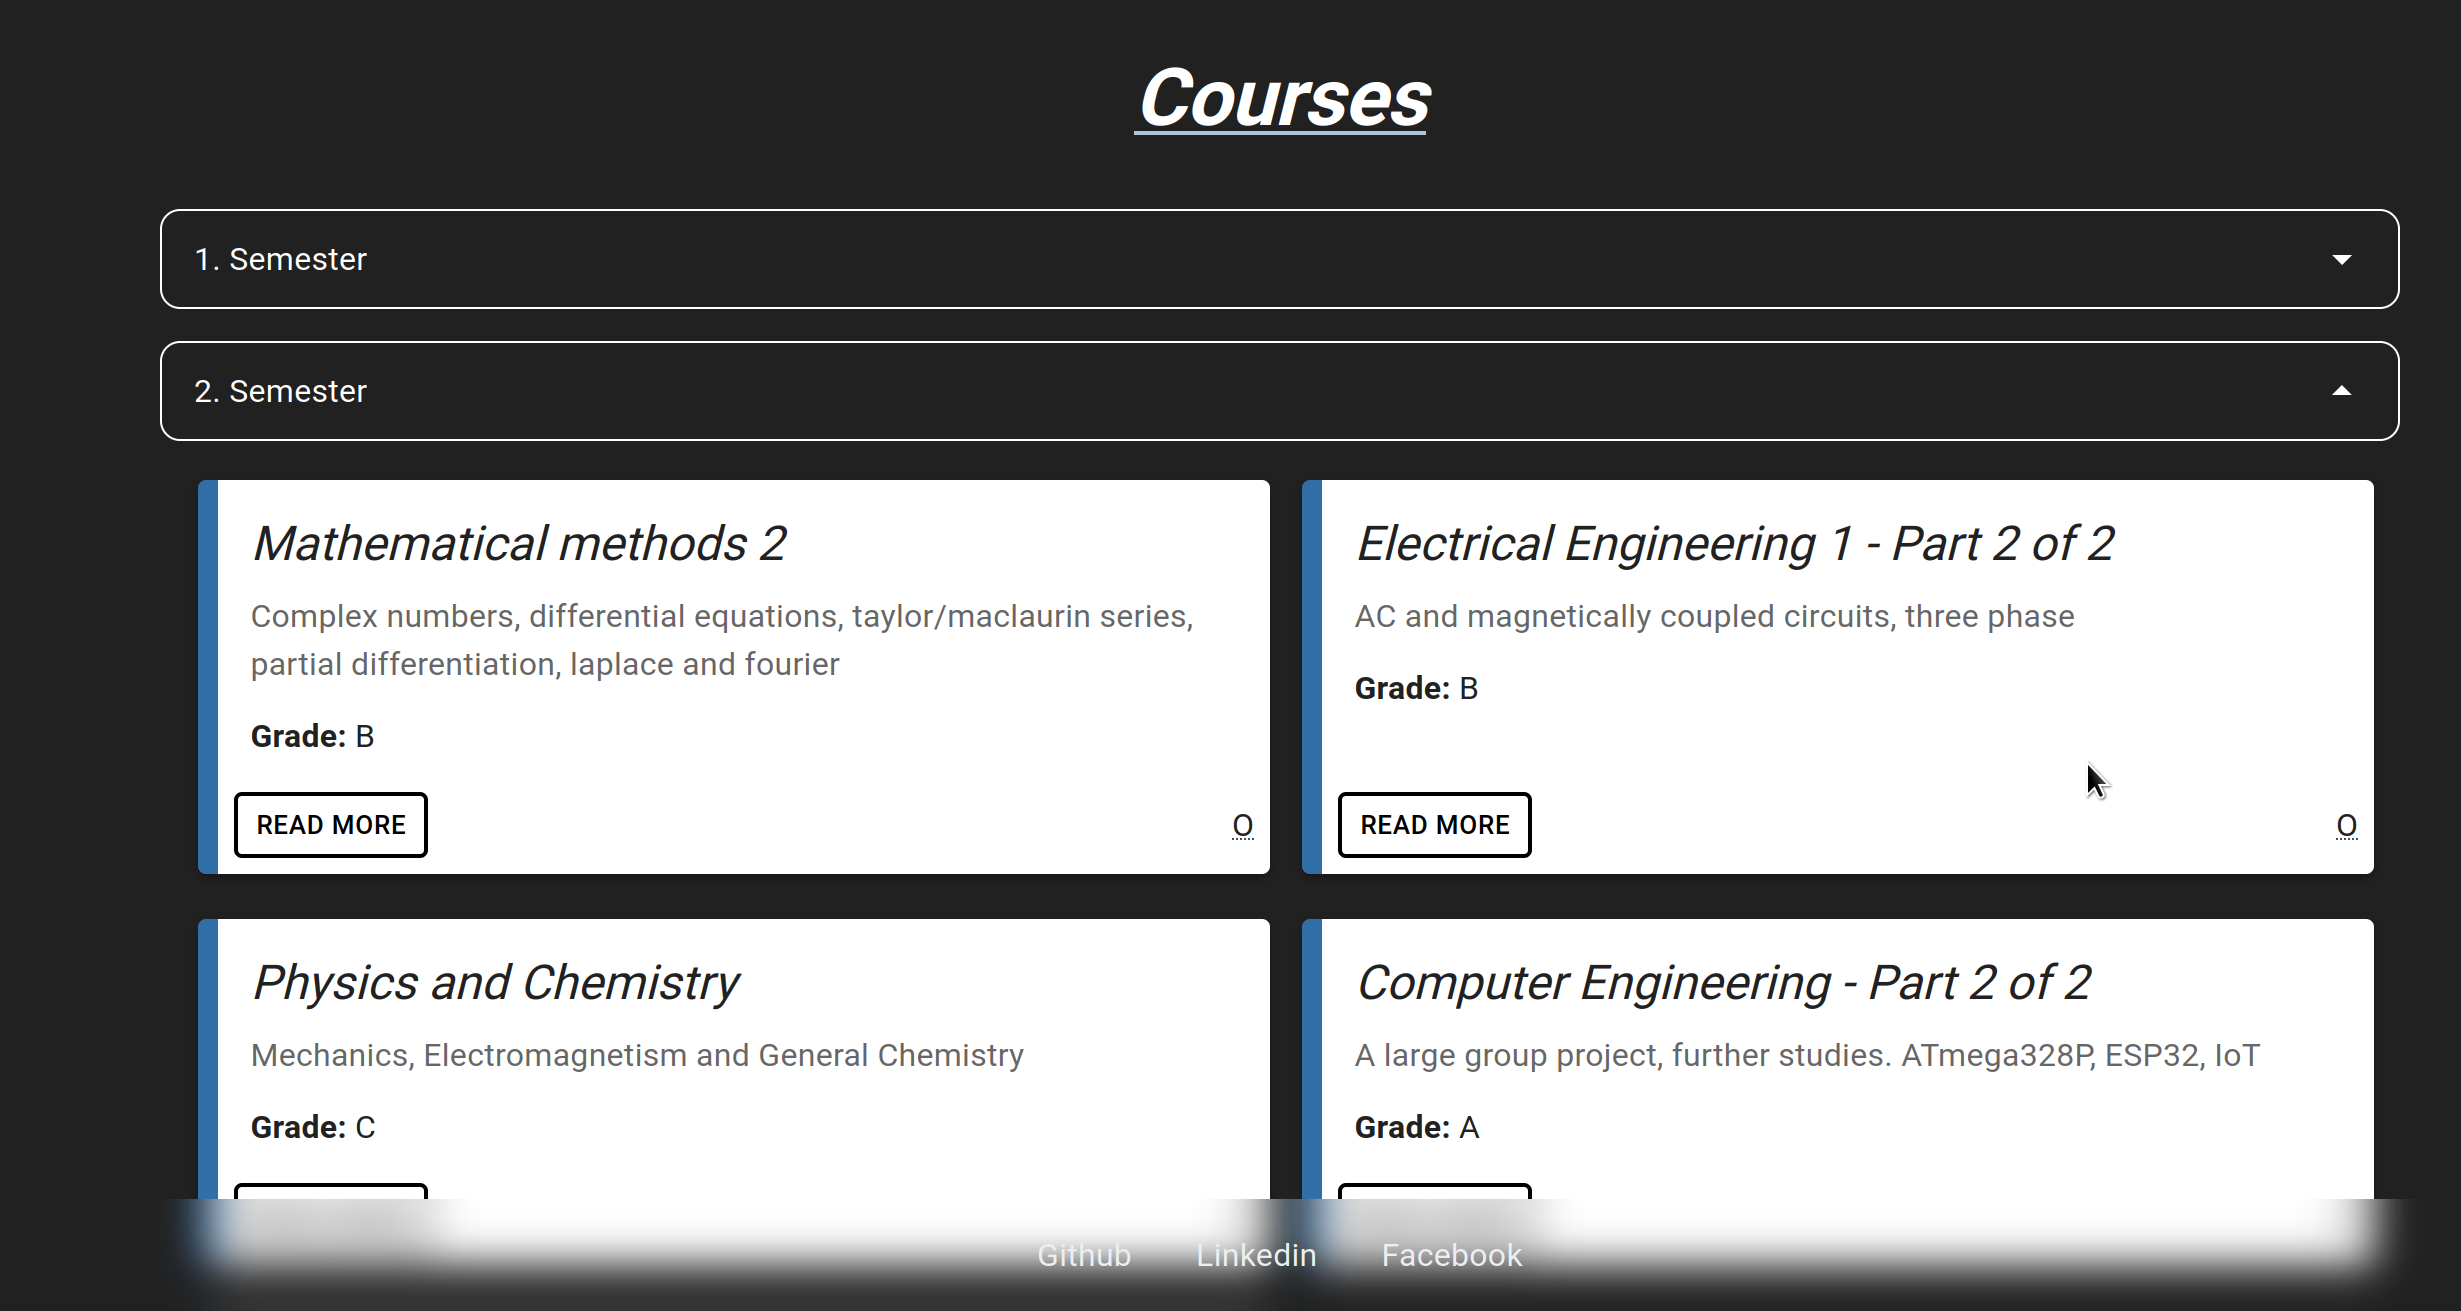 Courses
1. Semester
2. Semester
Mathematical methods 2
Complex numbers, differential equations, taylor/maclaurin series,
partial differentiation, laplace and fourier
Grade: B
READ MORE
O
Electrical Engineering 1 - Part 2 of 2
AC and magnetically coupled circuits, three phase
Grade: B
READ MORE
O
Physics and Chemistry
Mechanics, Electromagnetism and General Chemistry
Grade: C
Computer Engineering - Part 2 of 2
A large group project, further studies. ATmega328P, ESP32, IoT
Grade: A
Github Linkedin Facebook